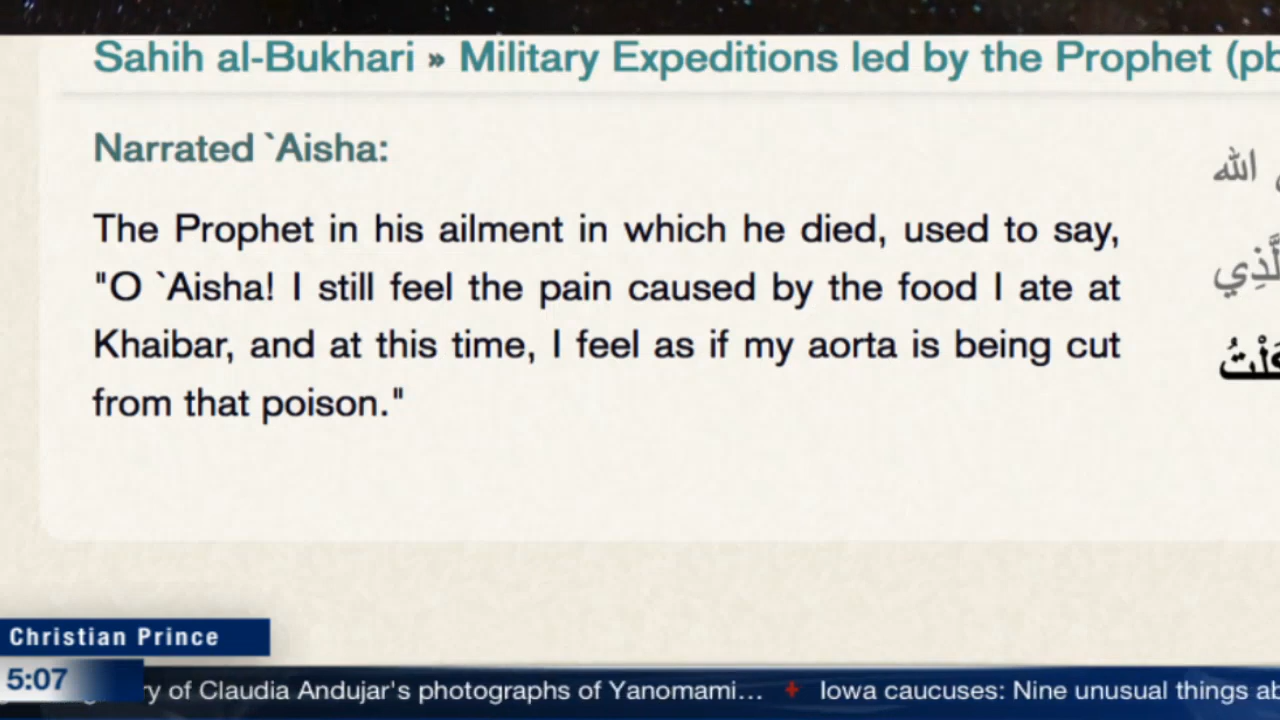 Sahih al-Bukhari » Military Expeditions led by the Prophet (pb
Narrated `Aisha:
The Prophet in his ailment in which he died, used to say,
"O `Aisha! I still feel the pain caused by the food I ate at
Khaibar, and at this time, I feel as if my aorta is being cut
from that poison."
الله
Christian Prince
5:07
ry of Claudia Andujar's photographs of Yanomami... Iowa caucuses: Nine unusual things ab